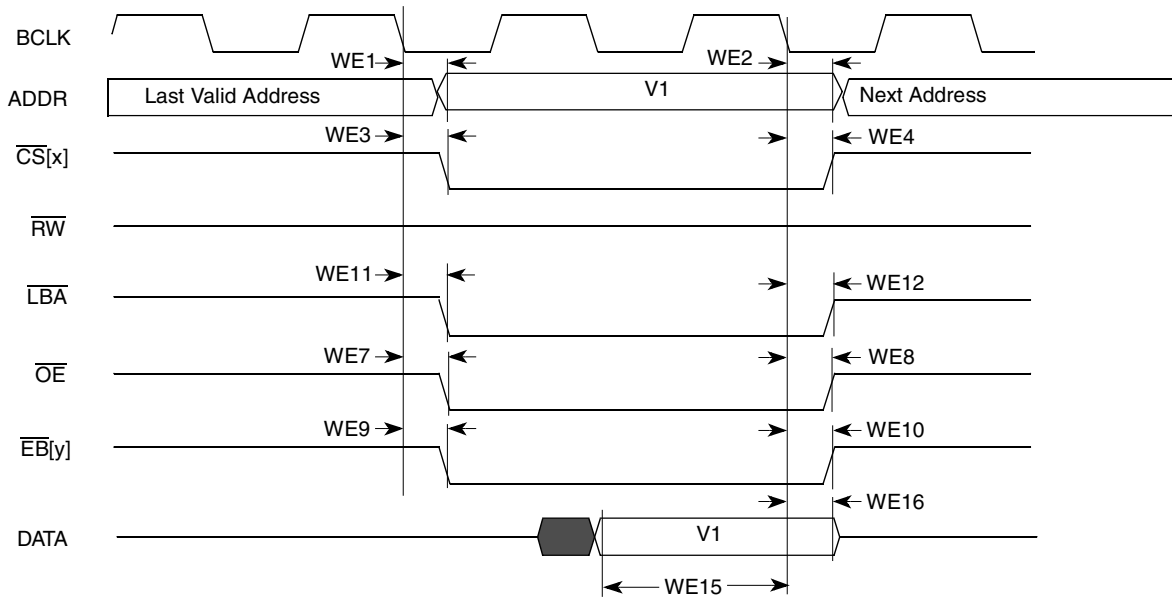 BCLK
WE1
WE2
ADDR
Last Valid Address
V1
Next Address
WE3
WE4
CS[x]
RW
WE11
WE12
LBA
WE7
WE8
OE
WE9
WE10
EB[y]
WE16
DATA
V1
WE15